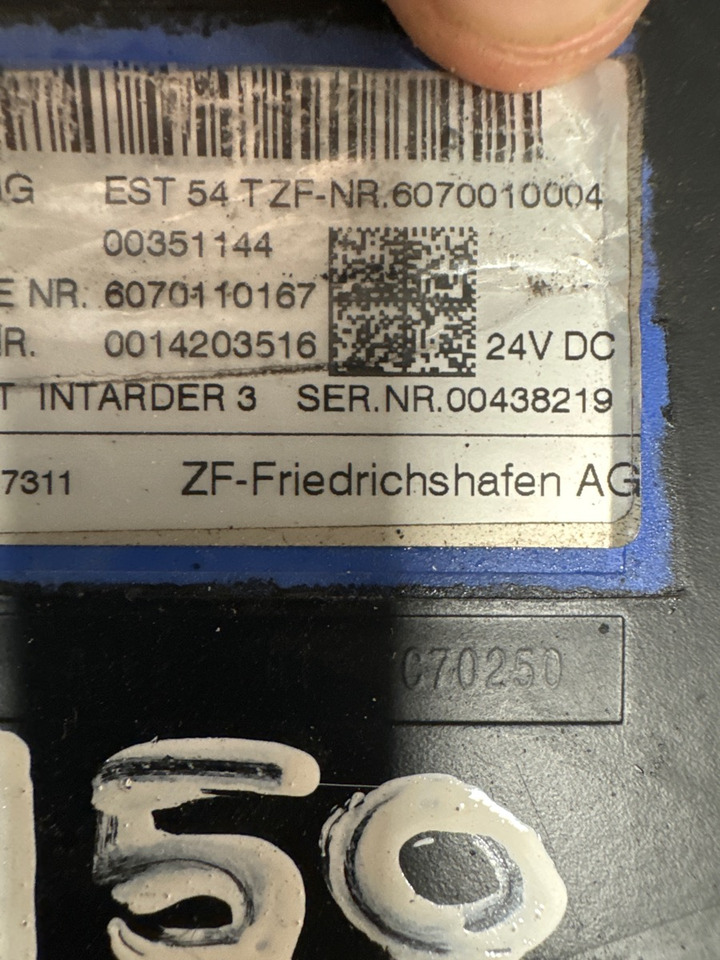 G EST 54 T ZF-NR.6070010004
00351144
E NR. 6070110167
R. 0014203516 24V DC
T INTARDER 3 SER.NR.00438219
7311 ZF-Friedrichshafen AG
C70250
150